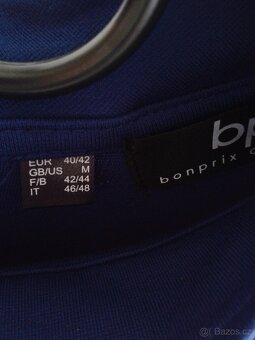 bp
bonprix c
EUR 40/42
GB/US M
F/B 42/44
IT 46/48
© Bazos.cz